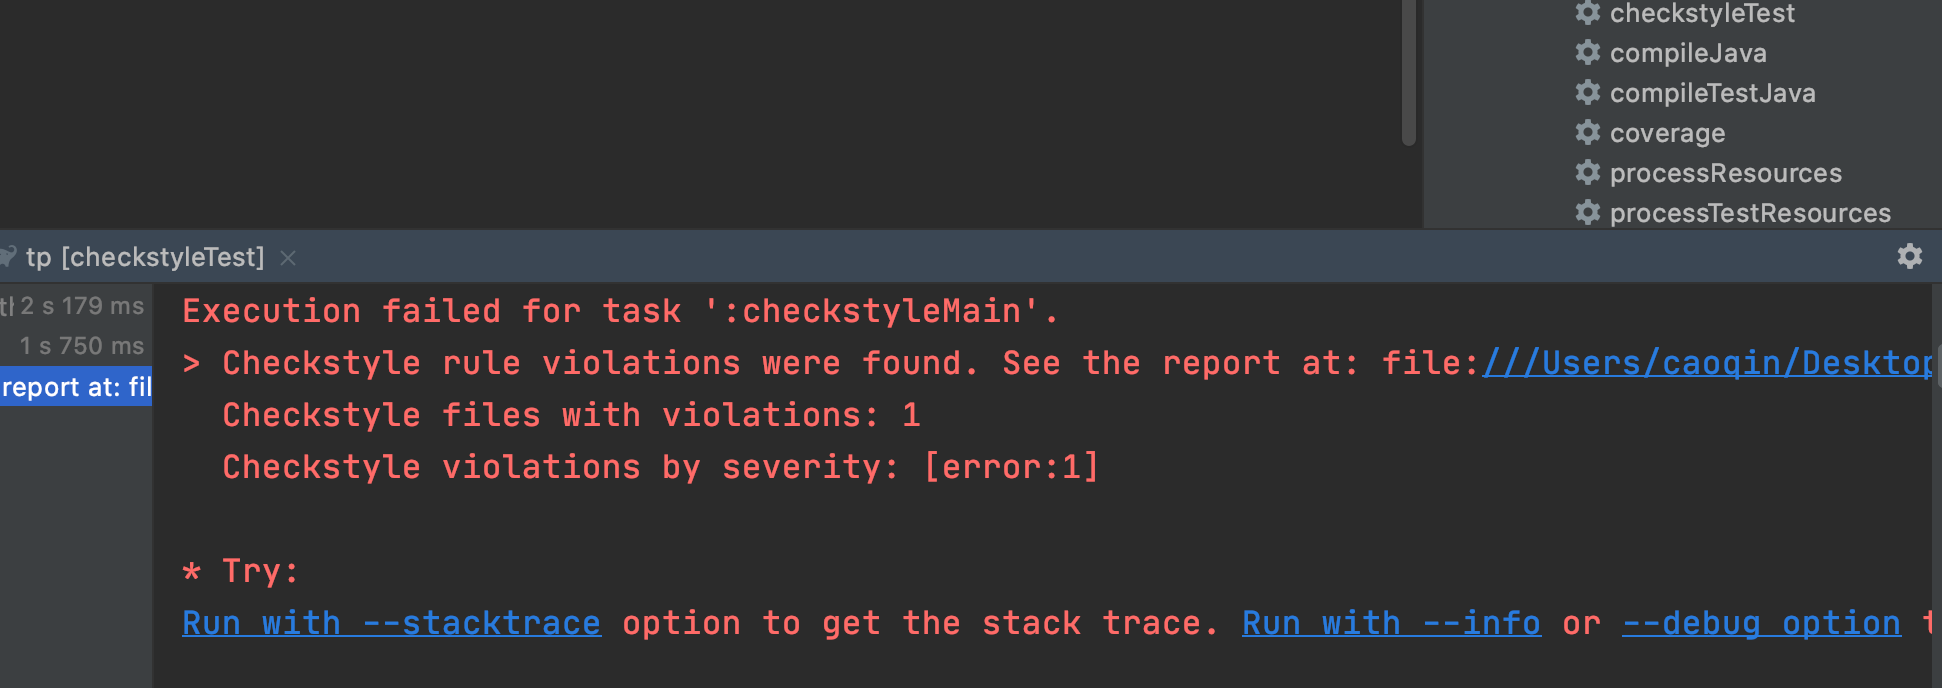 checkstyleTest
compileJava
compileTestJava
coverage
processResources
processTestResources
tp [checkstyleTest]
2 s 179 ms
1 s 750 ms
report at: fil
Execution failed for task ':checkstyleMain'.
> Checkstyle rule violations were found. See the report at: file:///Users/caoqin/Desktop
Checkstyle files with violations: 1
Checkstyle violations by severity: [error:1]
* Try:
Run with --stacktrace option to get the stack trace. Run with --info or --debug option